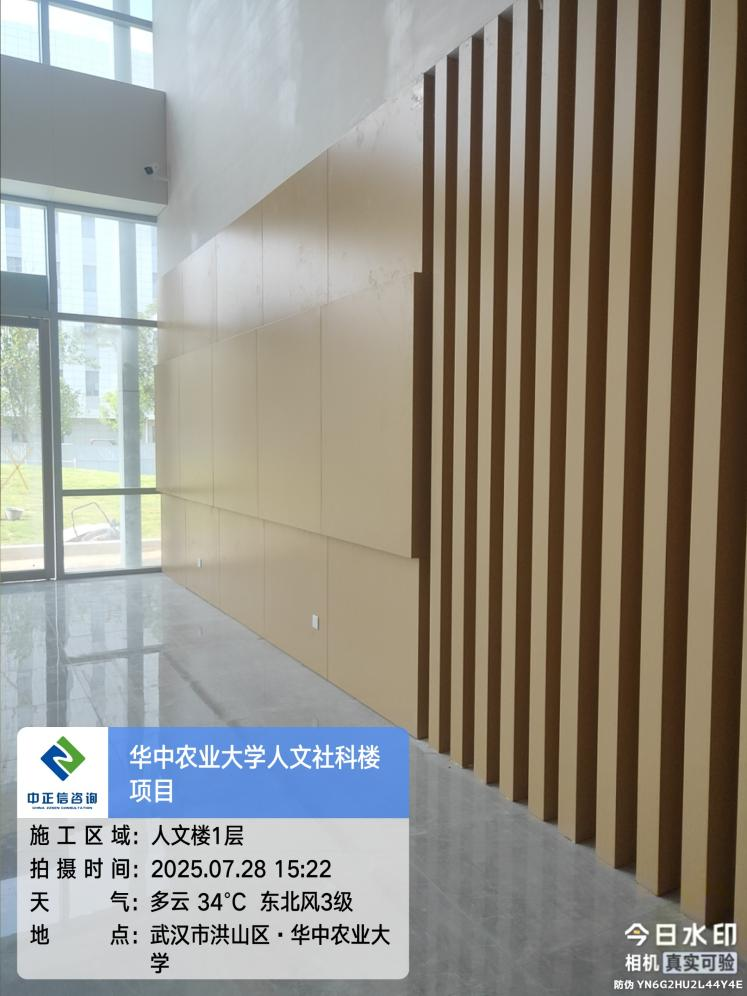 中正信咨询
CHINA ZENXIN CONSULTATION
华中农业大学人文社科楼
项目
施工区域：人文楼1层
拍摄时间：2025.07.28 15:22
天气：多云 34°C 东北风3级
地点：武汉市洪山区·华中农业大
学
今日水印
相机 真实可验
防伪 YN6G2HU2L44Y4E